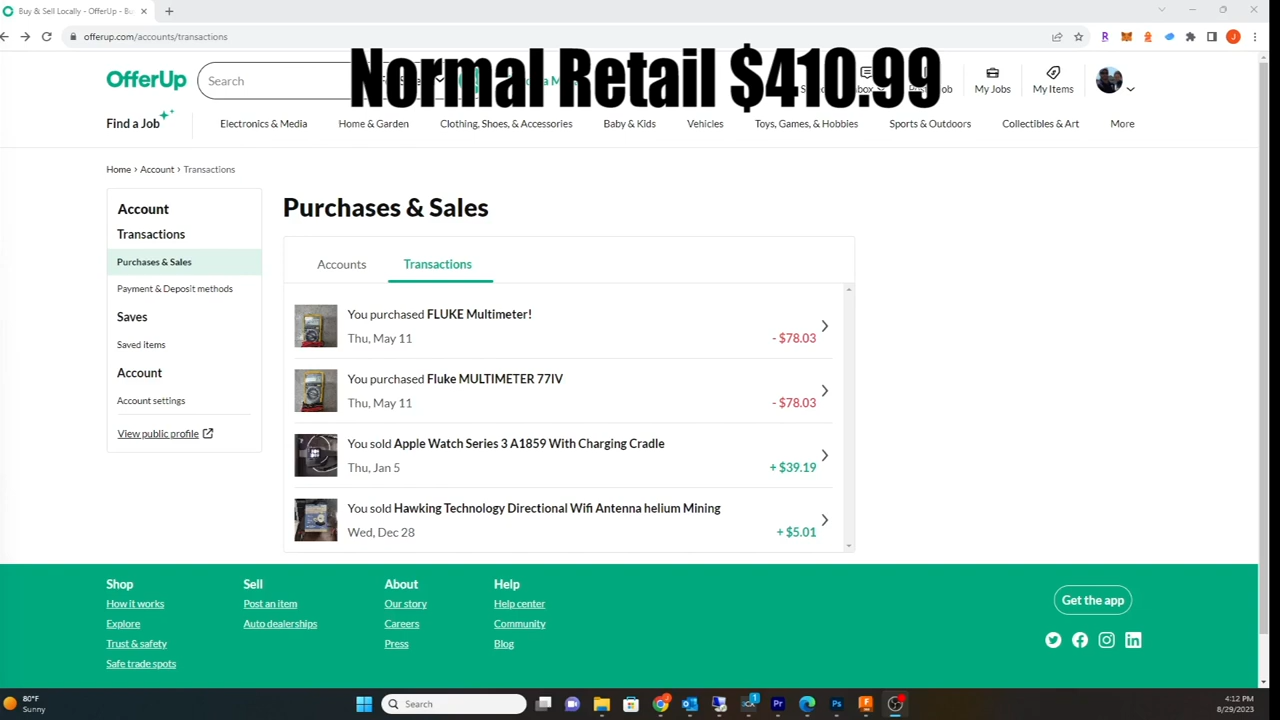 Buy & Sell Locally - OfferUp - Bu
offerup.com/accounts/transactions
Normal Retail $410.99
OfferUp
Search
My Jobs
My Items
Find a Job
Electronics & Media
Home & Garden
Clothing, Shoes, & Accessories
Baby & Kids
Vehicles
Toys, Games, & Hobbies
Sports & Outdoors
Collectibles & Art
More
Home › Account › Transactions
Account
Transactions
Purchases & Sales
Payment & Deposit methods
Saves
Saved items
Account
Account settings
View public profile
Purchases & Sales
Accounts
Transactions
You purchased FLUKE Multimeter!
Thu, May 11
- $78.03
You purchased Fluke MULTIMETER 77IV
Thu, May 11
- $78.03
You sold Apple Watch Series 3 A1859 With Charging Cradle
Thu, Jan 5
+ $39.19
You sold Hawking Technology Directional Wifi Antenna helium Mining
Wed, Dec 28
+ $5.01
Shop
How it works
Explore
Trust & safety
Safe trade spots
Sell
Post an item
Auto dealerships
About
Our story
Careers
Press
Help
Help center
Community
Blog
Get the app
80°F
Sunny
Search
4:12 PM
8/29/2023